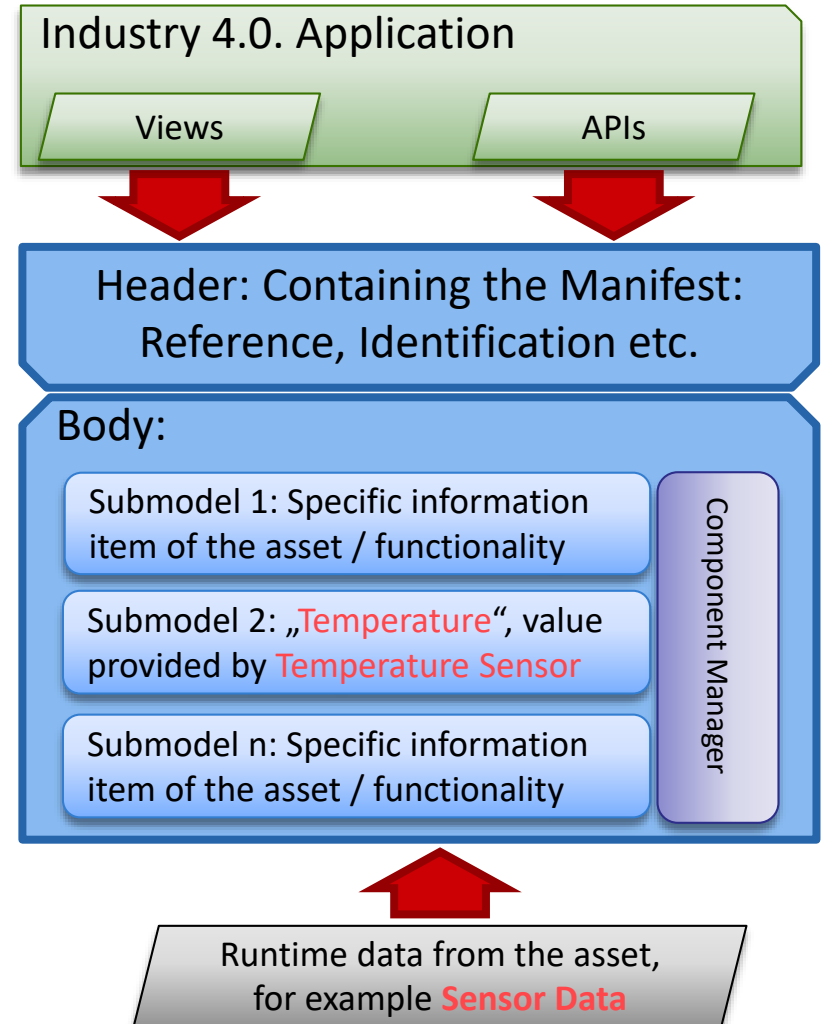 Industry 4.0. Application
Views
APIs
Header: Containing the Manifest:
Reference, Identification etc.
Body:
Submodel 1: Specific information
item of the asset / functionality
Submodel 2: „Temperature“, value
provided by Temperature Sensor
Submodel n: Specific information
item of the asset / functionality
Component Manager
Runtime data from the asset,
for example Sensor Data